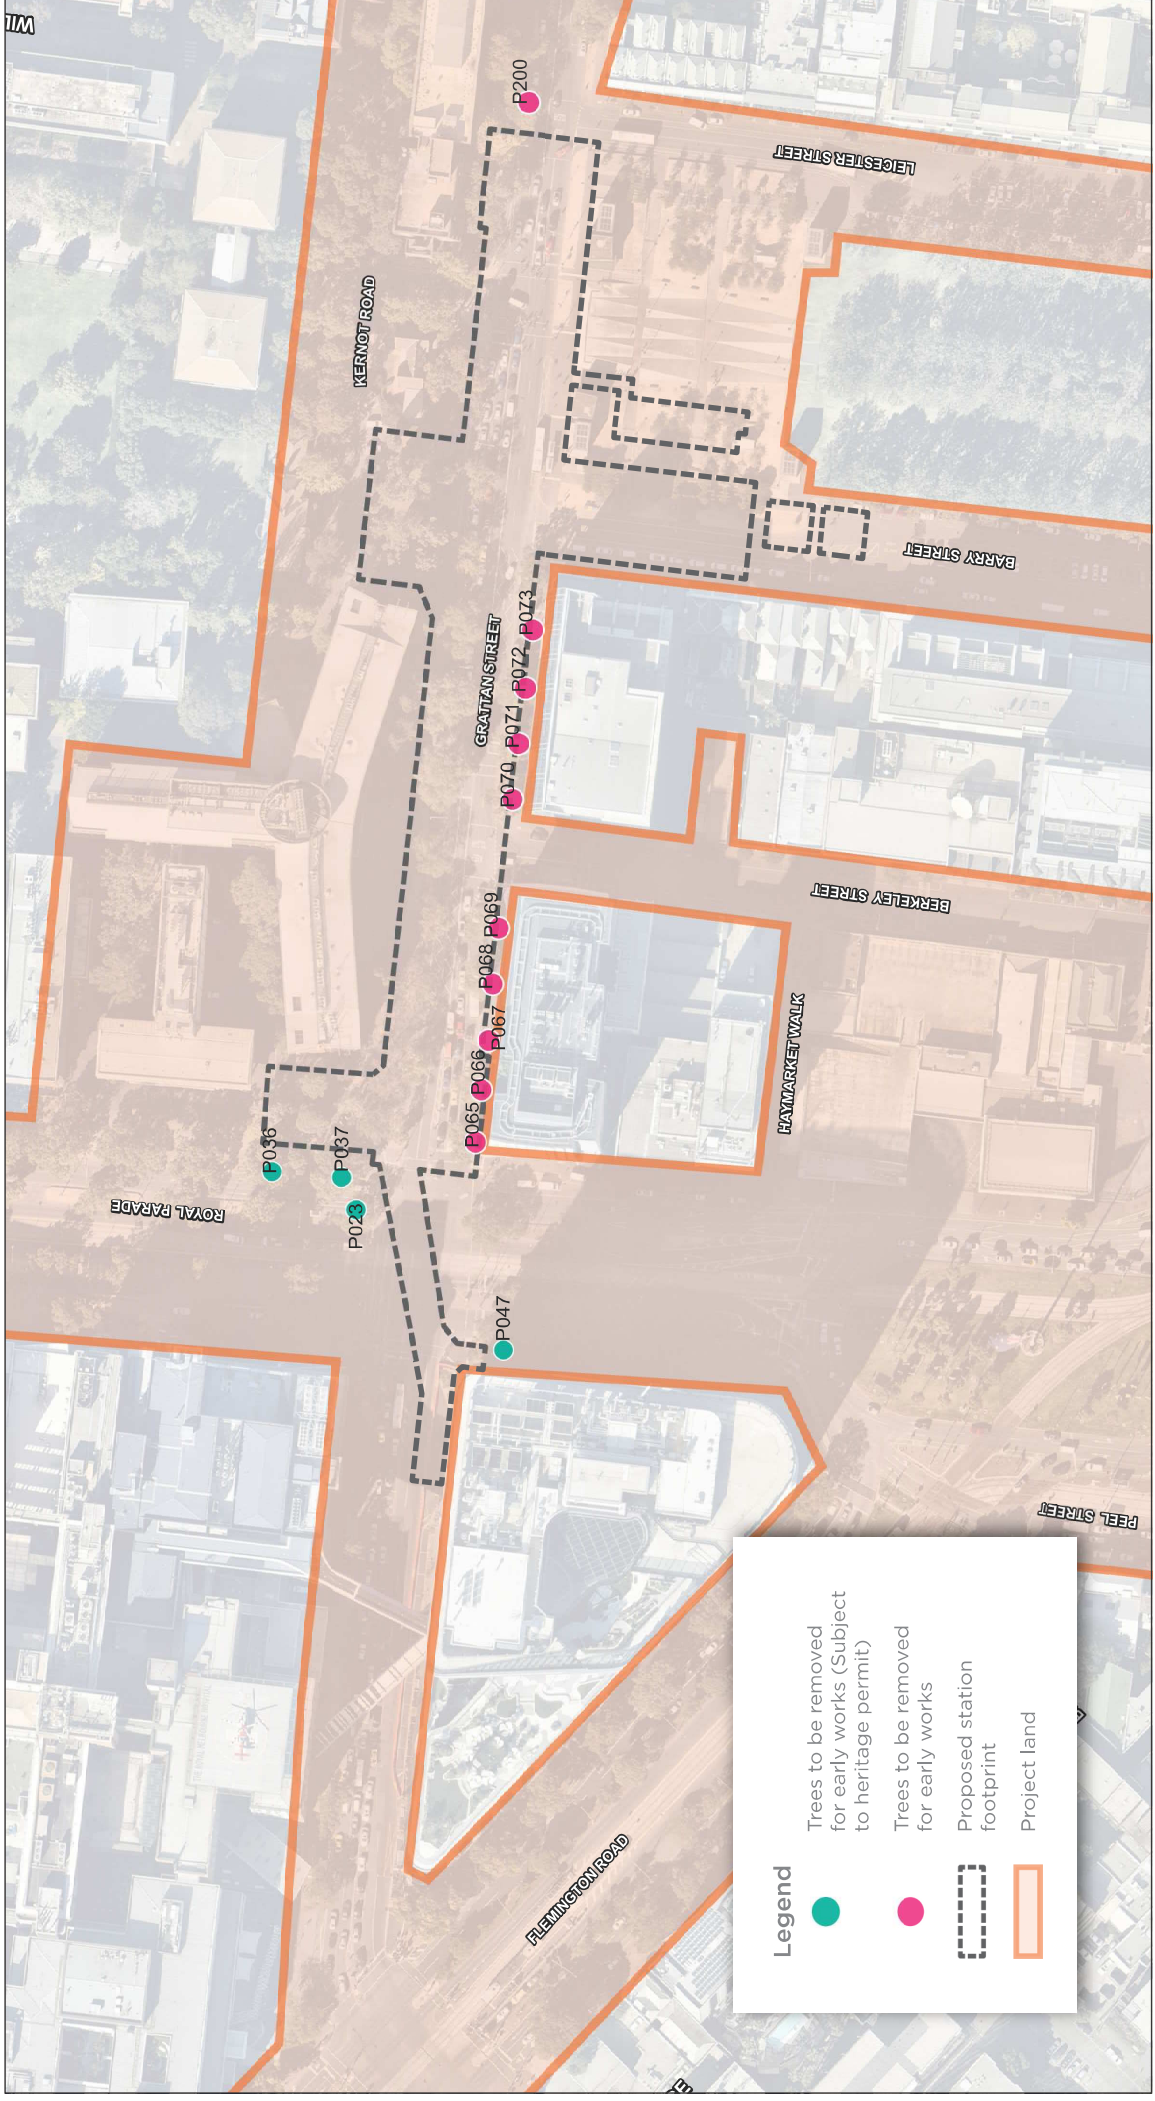 ROYAL PARADE
KERNOT ROAD
GRATTAN STREET
LEICESTER STREET
BARRY STREET
BERKELEY STREET
HAYMARKET WALK
PEEL STREET
FLEMINGTON ROAD
P036
P037
P023
P047
P065
P066
P067
P068
P069
P070
P071
P072
P073
P200
Legend
Trees to be removed
for early works (Subject
to heritage permit)
Trees to be removed
for early works
Proposed station
footprint
Project land